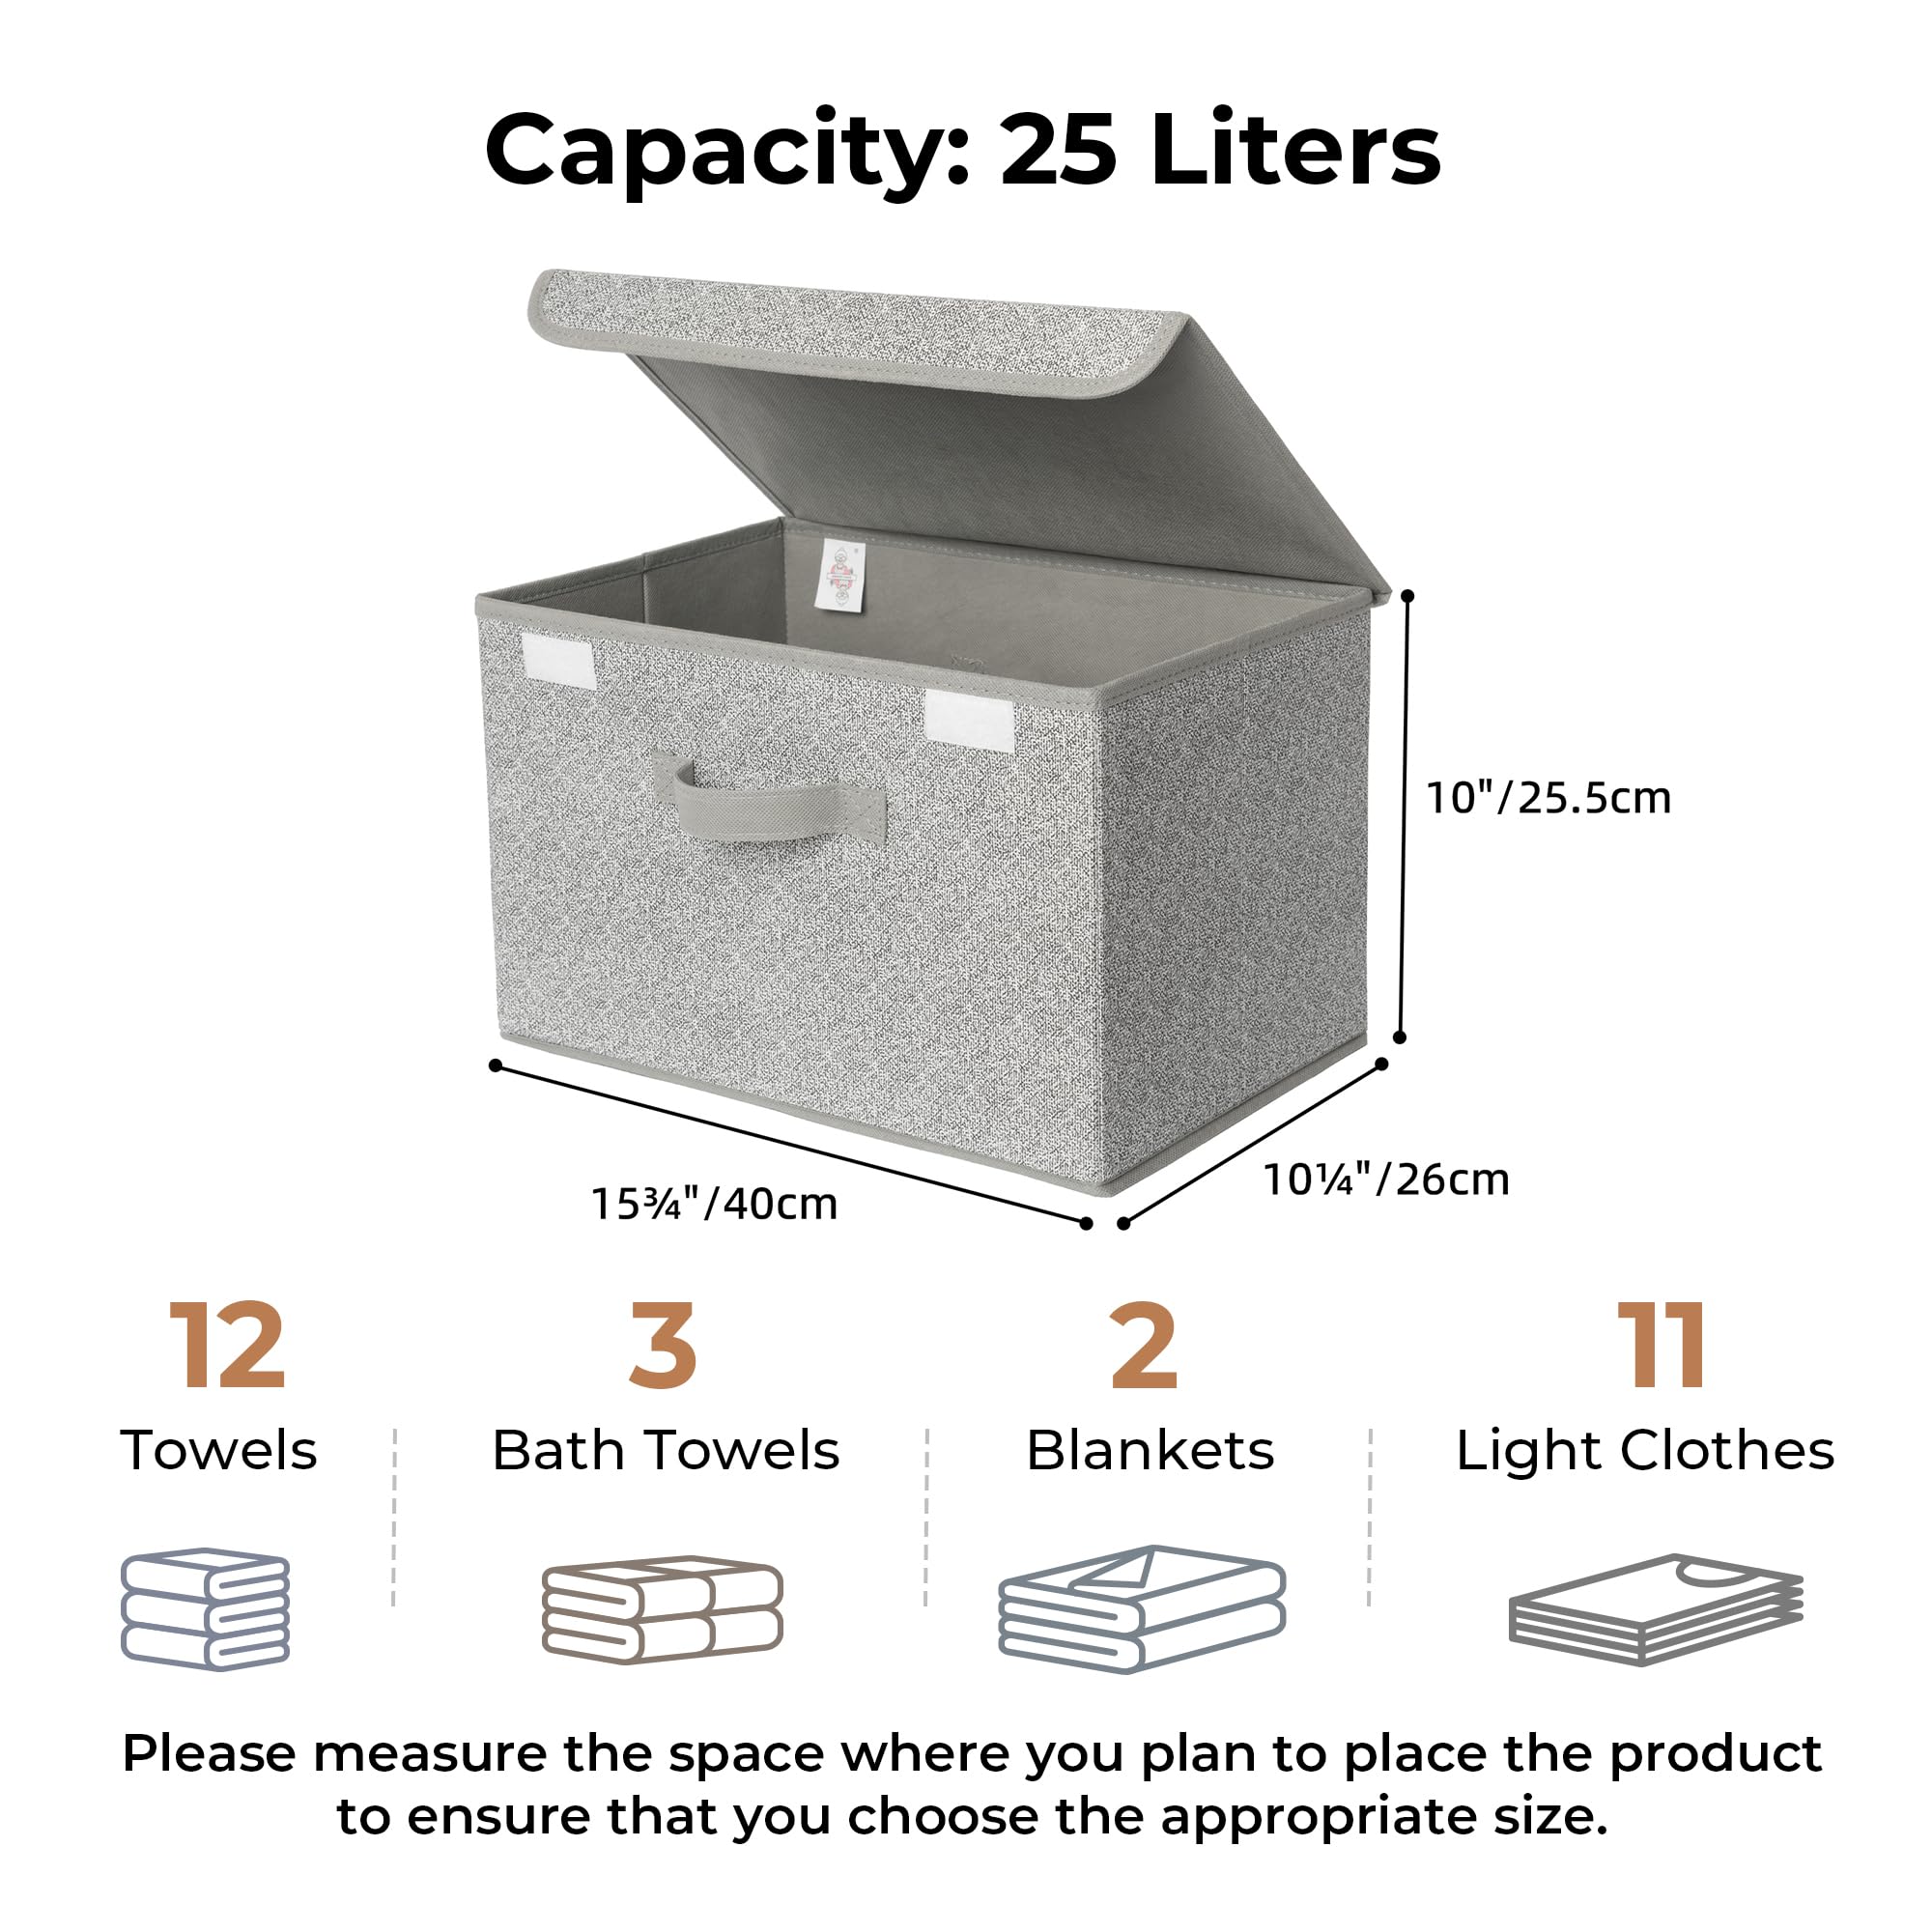 Capacity: 25 Liters
10"/25.5cm
15¾"/40cm
10¼"/26cm
12
3
2
11
Towels
Bath Towels
Blankets
Light Clothes
Please measure the space where you plan to place the product
to ensure that you choose the appropriate size.